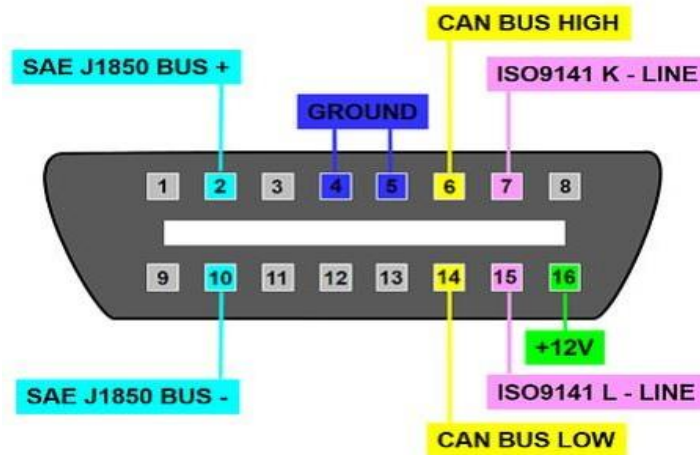 CAN BUS HIGH
SAE J1850 BUS +
ISO9141 K - LINE
GROUND
1 2 3 4 5 6 7 8
9 10 11 12 13 14 15 16
+12V
SAE J1850 BUS -
ISO9141 L - LINE
CAN BUS LOW